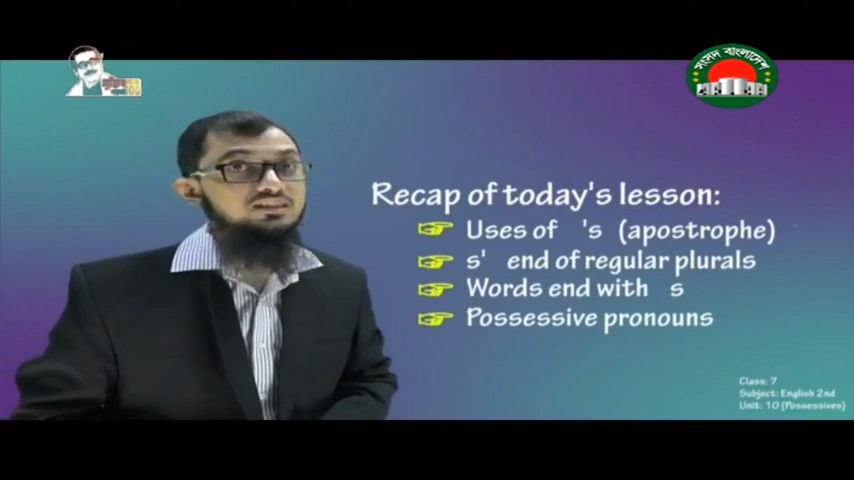 সংসদ বাংলাদেশ
Recap of today's lesson:
Uses of 's (apostrophe)
s' end of regular plurals
Words end with s
Possessive pronouns
Class: 7
Subject: English 2nd
Unit: 10 (Possessives)